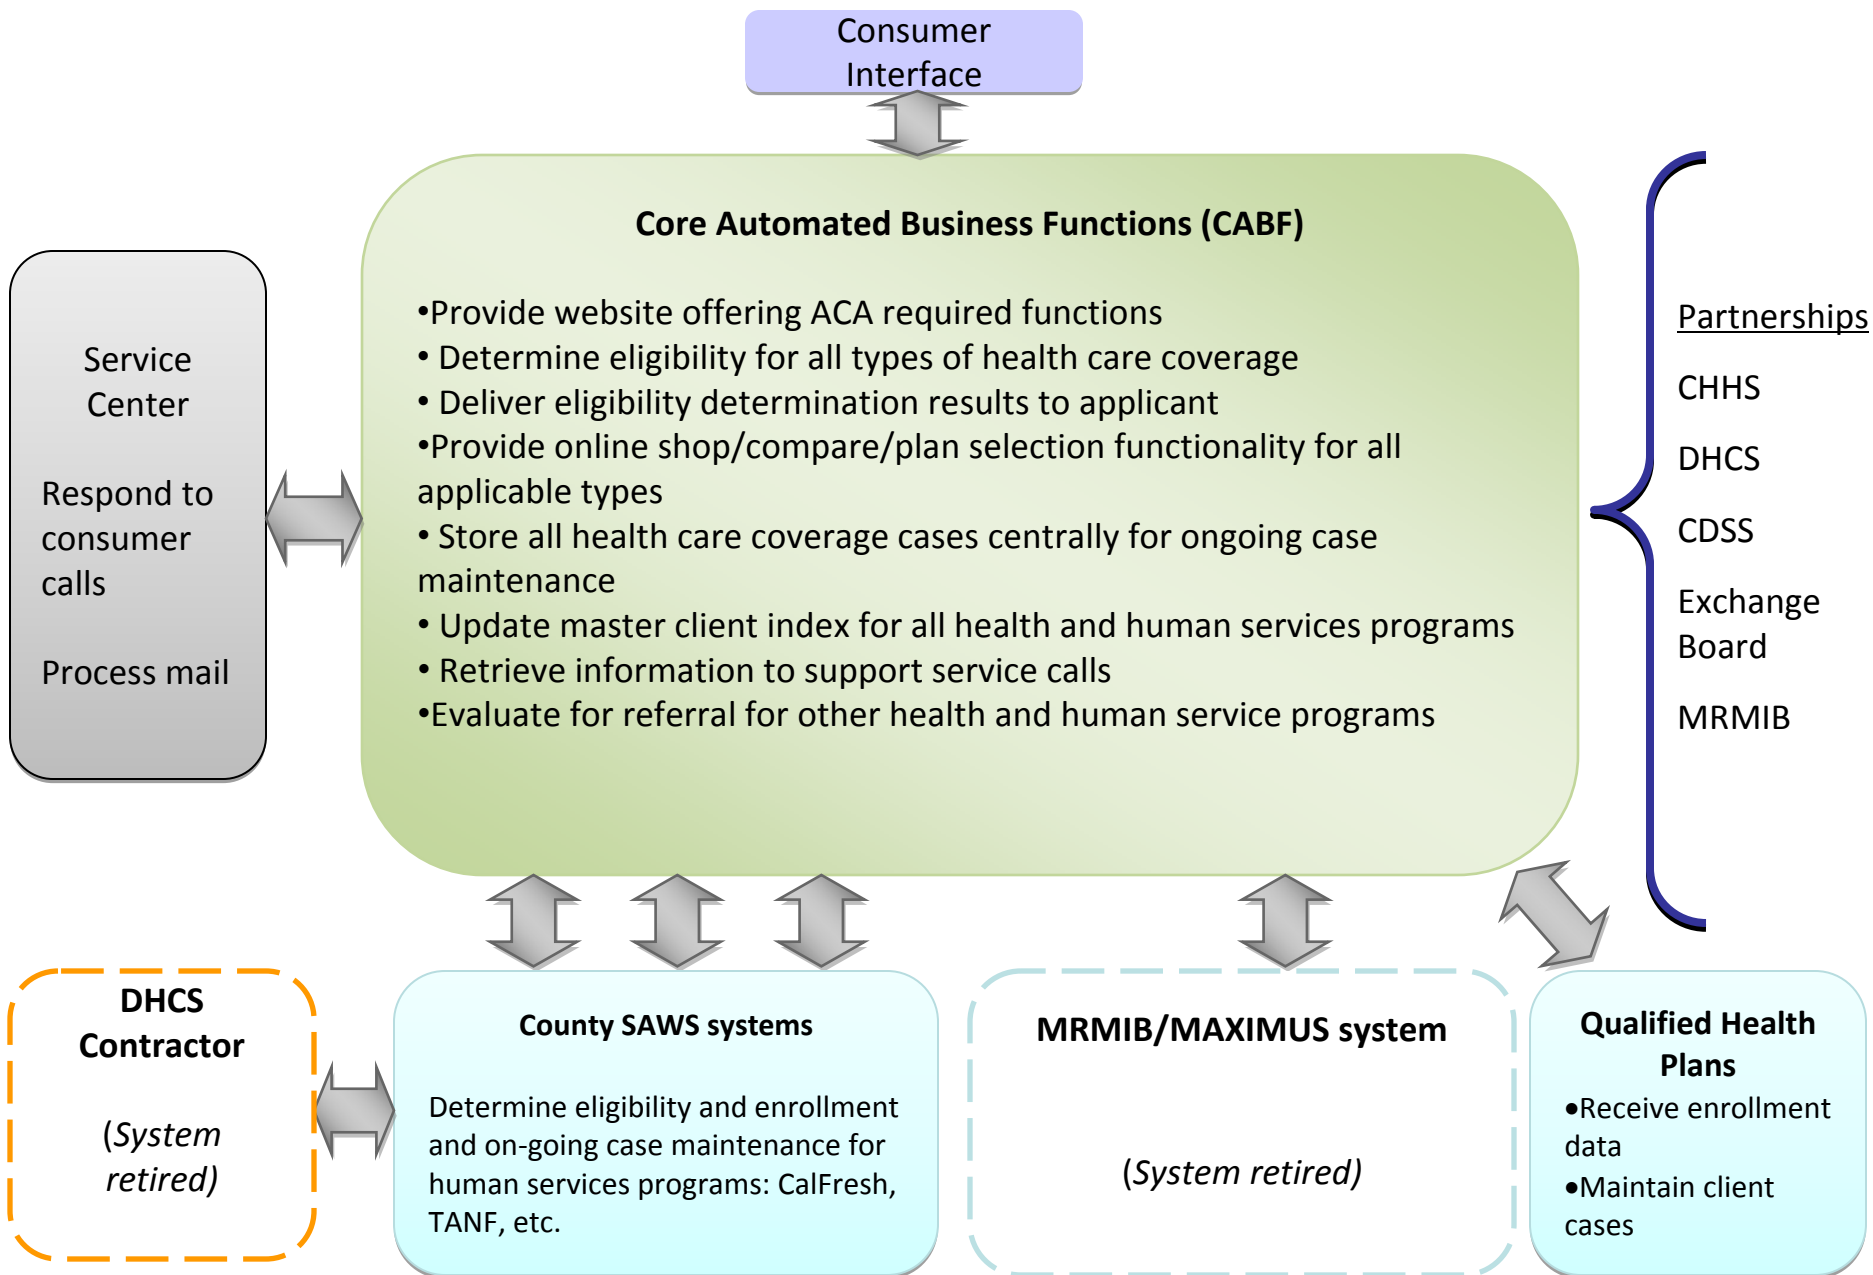 Consumer
Interface
Core Automated Business Functions (CABF)
•Provide website offering ACA required functions
• Determine eligibility for all types of health care coverage
• Deliver eligibility determination results to applicant
•Provide online shop/compare/plan selection functionality for all
applicable types
• Store all health care coverage cases centrally for ongoing case
maintenance
• Update master client index for all health and human services programs
• Retrieve information to support service calls
•Evaluate for referral for other health and human service programs
Service
Center
Respond to
consumer
calls
Process mail
Partnerships
CHHS
DHCS
CDSS
Exchange
Board
MRMIB
DHCS
Contractor
(System
retired)
County SAWS systems
Determine eligibility and enrollment
and on-going case maintenance for
human services programs: CalFresh,
TANF, etc.
MRMIB/MAXIMUS system
(System retired)
Qualified Health
Plans
•Receive enrollment
data
•Maintain client
cases